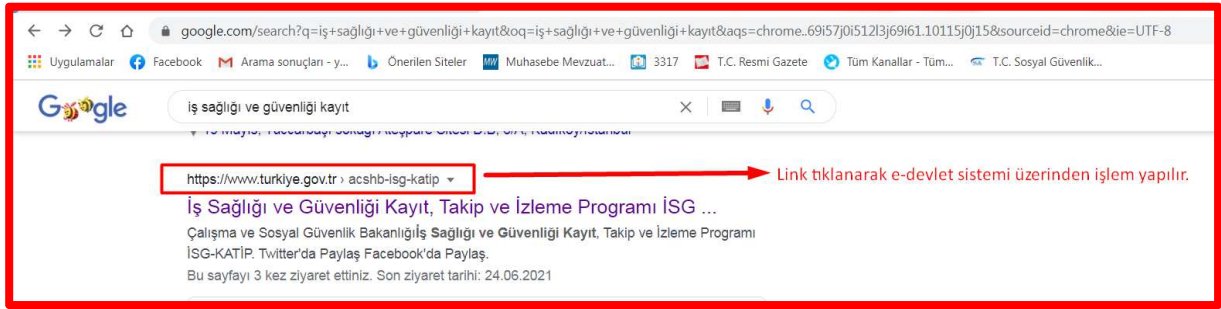 google.com/search?q=iş+sağlığı+ve+güvenliği+kayıt&oq=iş+sağlığı+ve+güvenliği+kayıt&aqs=chrome..69i57j0i512l3j69i61.10115j0j15&sourceid=chrome&ie=UTF-8
Uygulamalar Facebook Arama sonuçları - y... Önerilen Siteler MW Muhasebe Mevzuat... 3317 T.C. Resmi Gazete Tüm Kanallar - Tüm... T.C. Sosyal Güvenlik...
Google iş sağlığı ve güvenliği kayıt
https://www.turkiye.gov.tr › acshb-isg-katip
Link tıklanarak e-devlet sistemi üzerinden işlem yapılır.
İş Sağlığı ve Güvenliği Kayıt, Takip ve İzleme Programı İSG ...
Çalışma ve Sosyal Güvenlik Bakanlığıİş Sağlığı ve Güvenliği Kayıt, Takip ve İzleme Programı
İSG-KATİP. Twitter'da Paylaş Facebook'da Paylaş.
Bu sayfayı 3 kez ziyaret ettiniz. Son ziyaret tarihi: 24.06.2021